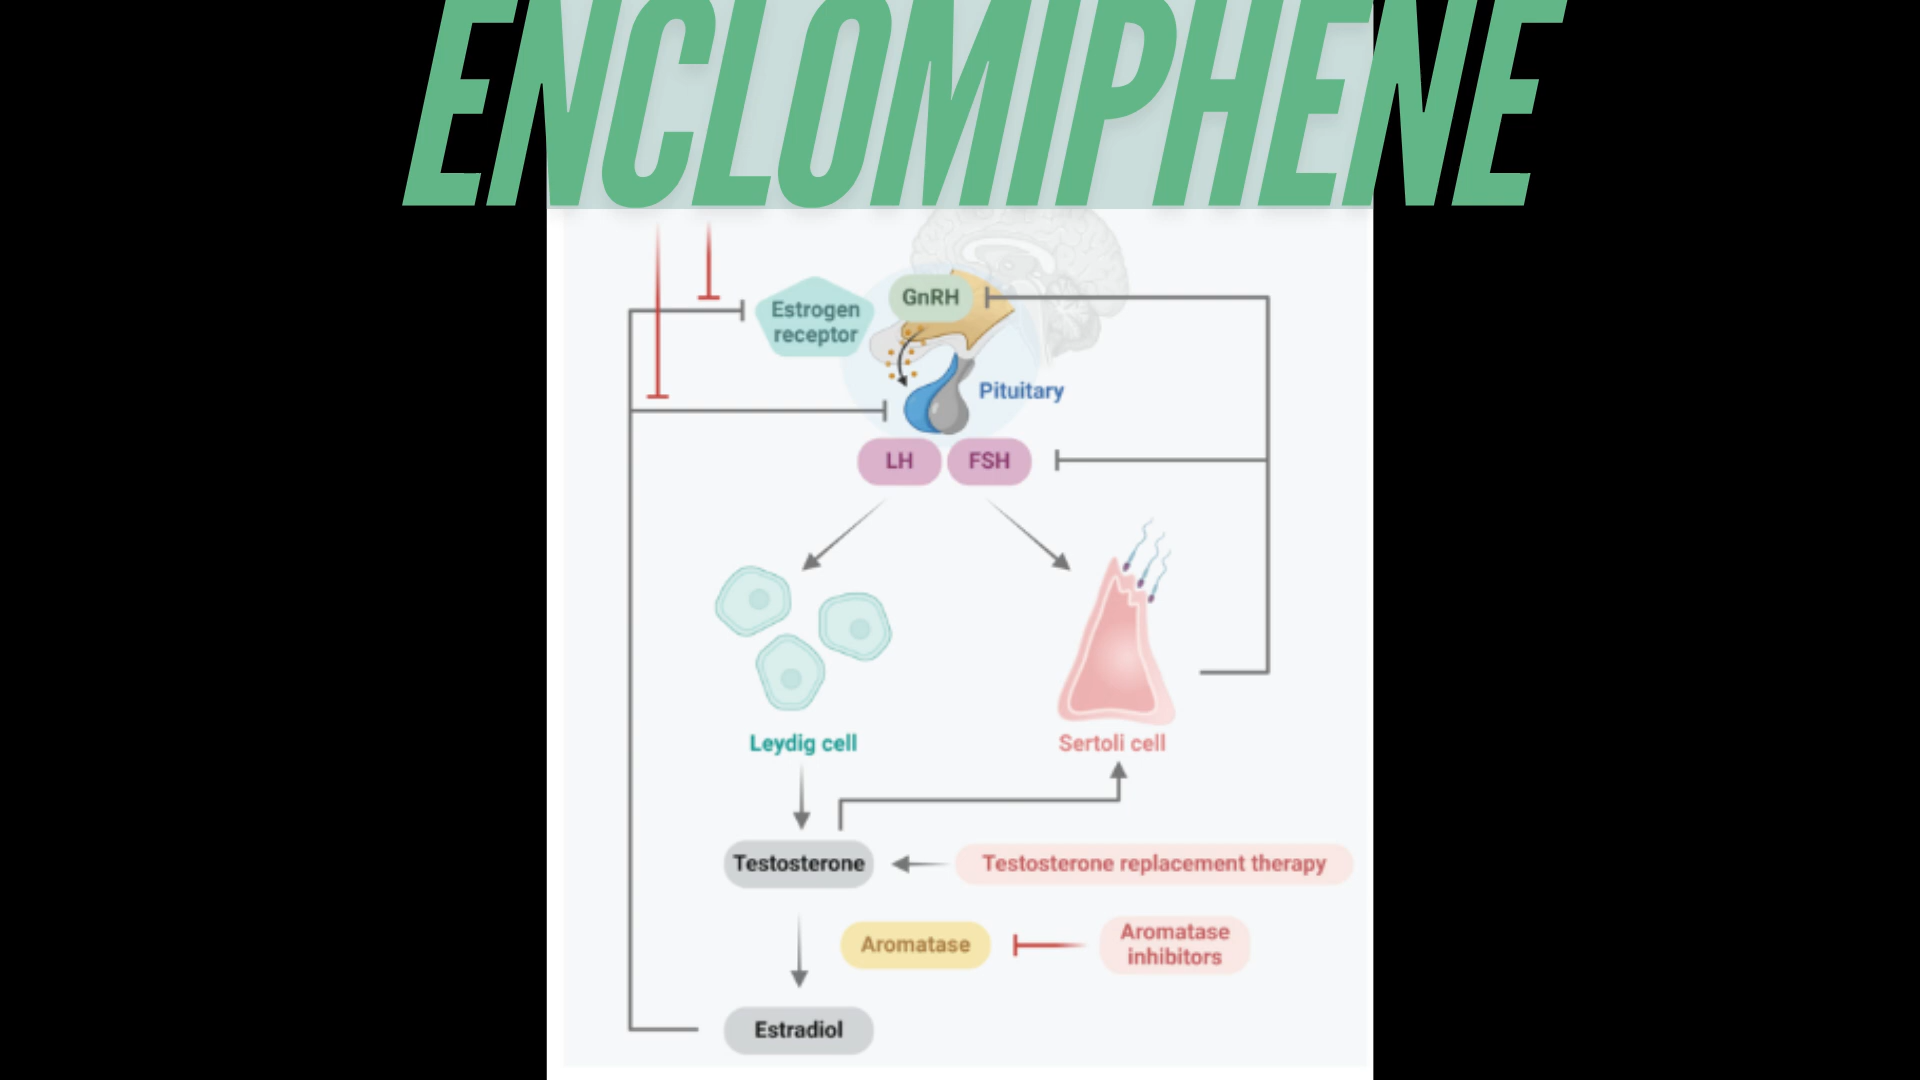 ENCLOMIPHENE
Estrogen
receptor
GnRH
Pituitary
LH
FSH
Leydig cell
Sertoli cell
Testosterone
Testosterone replacement therapy
Aromatase
Aromatase
inhibitors
Estradiol